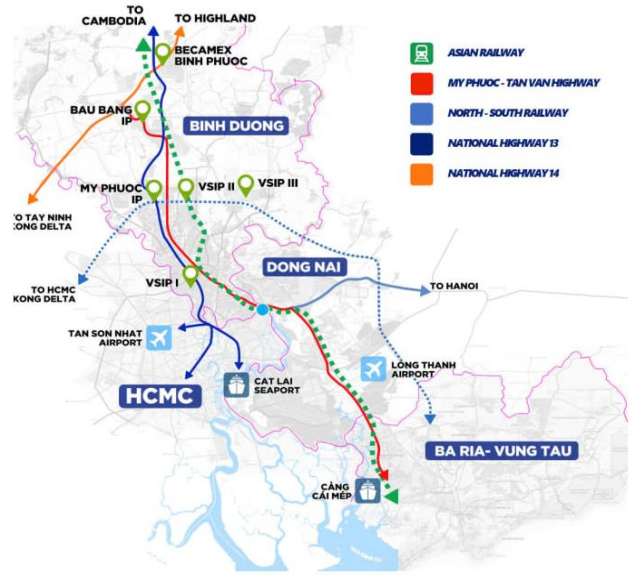 TO
CAMBODIA
TO HIGHLAND
BECAMEX
BINH PHUOC
BAU BANG
IP
BINH DUONG
MY PHUOC
IP
VSIP II
VSIP III
TO TAY NINH
KONG DELTA
TO HCMC
KONG DELTA
VSIP I
DONG NAI
TO HANOI
TAN SON NHAT
AIRPORT
LONG THANH
AIRPORT
HCMC
CAT LAI
SEAPORT
BA RIA- VUNG TAU
CẢNG
CÁI MÉP
ASIAN RAILWAY
MY PHUOC - TAN VAN HIGHWAY
NORTH - SOUTH RAILWAY
NATIONAL HIGHWAY 13
NATIONAL HIGHWAY 14